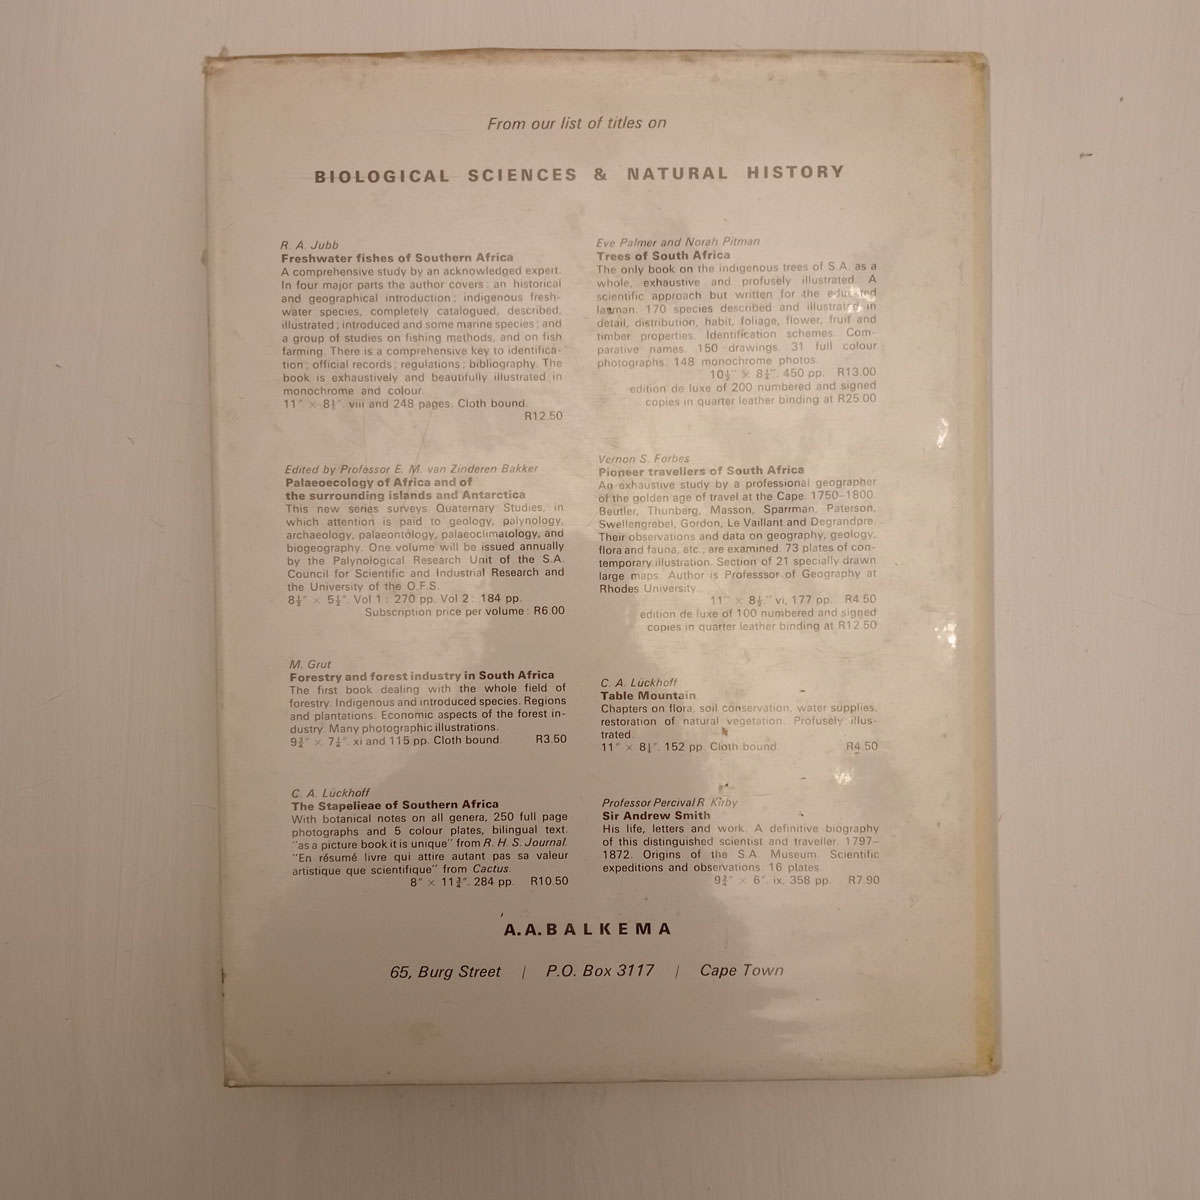 From our list of titles on
BIOLOGICAL SCIENCES & NATURAL HISTORY
R. A. Jubb
Freshwater fishes of Southern Africa
A comprehensive study by an acknowledged expert.
In four major parts the author covers: an historical
and geographical introduction; indigenous fresh-
water species, completely catalogued, described,
illustrated; introduced and some marine species; and
a group of studies on fishing methods, and on fish
farming. There is a comprehensive key to identifica-
tion; official records; regulations; bibliography. The
book is exhaustively and beautifully illustrated in
monochrome and colour.
11" × 8½". viii and 248 pages. Cloth bound.
R12.50
Edited by Professor E. M. van Zinderen Bakker
Palaeoecology of Africa and of
the surrounding islands and Antarctica
This new series surveys Quaternary Studies, in
which attention is paid to geology, palynology,
archaeology, palaeontology, palaeoclimatology, and
biogeography. One volume will be issued annually
by the Palynological Research Unit of the S.A.
Council for Scientific and Industrial Research and
the University of the O.F.S.
8½" × 5½". Vol 1: 270 pp. Vol 2: 184 pp.
Subscription price per volume: R6.00
M. Grut
Forestry and forest industry in South Africa
The first book dealing with the whole field of
forestry. Indigenous and introduced species. Regions
and plantations. Economic aspects of the forest in-
dustry. Many photographic illustrations.
9¾" × 7¼". xi and 115 pp. Cloth bound. R3.50
C. A. Lückhoff
The Stapelieae of Southern Africa
With botanical notes on all genera, 250 full page
photographs and 5 colour plates, bilingual text.
"as a picture book it is unique" from R. H. S. Journal.
"En résumé livre qui attire autant pas sa valeur
artistique que scientifique" from Cactus.
8" × 11¾". 284 pp. R10.50
Eve Palmer and Norah Pitman
Trees of South Africa
The only book on the indigenous trees of S.A. as a
whole, exhaustive and profusely illustrated. A
scientific approach but written for the educated
layman. 170 species described and illustrated in
detail, distribution, habit, foliage, flower, fruit and
timber properties. Identification schemes. Com-
parative names. 150 drawings. 31 full colour
photographs. 148 monochrome photos.
10½" × 8½". 450 pp. R13.00
edition de luxe of 200 numbered and signed
copies in quarter leather binding at R25.00
Vernon S. Forbes
Pioneer travellers of South Africa
An exhaustive study by a professional geographer
of the golden age of travel at the Cape. 1750–1800.
Beutler, Thunberg, Masson, Sparrman, Paterson,
Swellengrebel, Gordon, Le Vaillant and Degrandpre.
Their observations and data on geography, geology,
flora and fauna, etc., are examined. 73 plates of con-
temporary illustration. Section of 21 specially drawn
large maps. Author is Professsor of Geography at
Rhodes University.
11" × 8½." vi, 177 pp. R4.50
edition de luxe of 100 numbered and signed
copies in quarter leather binding at R12.50
C. A. Lückhoff
Table Mountain
Chapters on flora, soil conservation, water supplies,
restoration of natural vegetation. Profusely illus-
trated.
11" × 8½". 152 pp. Cloth bound. R4.50
Professor Percival R. Kirby
Sir Andrew Smith
His life, letters and work. A definitive biography
of this distinguished scientist and traveller. 1797–
1872. Origins of the S.A. Museum. Scientific
expeditions and observations. 16 plates.
9¾" × 6". ix, 358 pp. R7.90
A.A.BALKEMA
65, Burg Street | P.O. Box 3117 | Cape Town